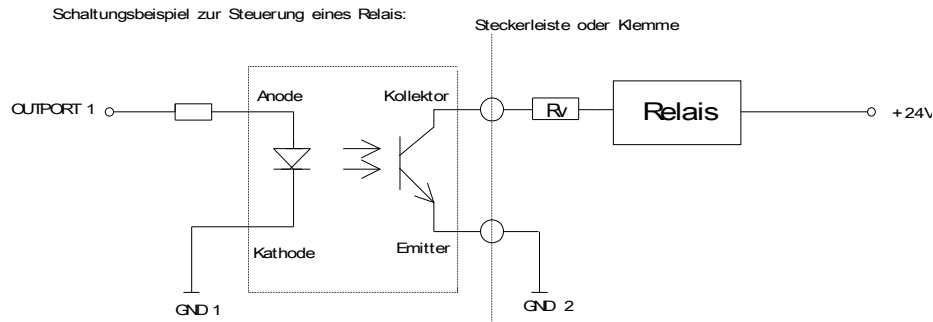 Schaltungsbeispiel zur Steuerung eines Relais:
Steckerleiste oder Klemme
OUTPORT 1
Anode
Kollektor
Rv
Relais
+24V
Kathode
Emitter
GND 1
GND 2